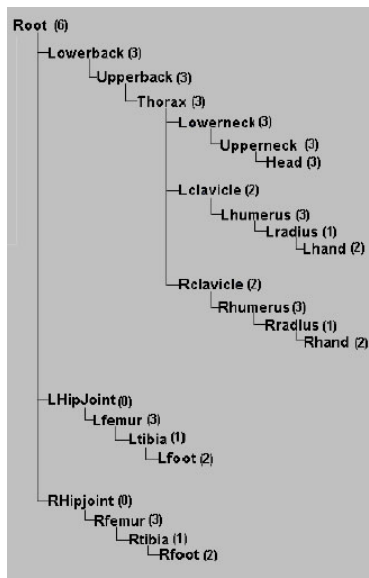 Root (6)
Lowerback (3)
Upperback (3)
Thorax (3)
Lowerneck (3)
Upperneck (3)
Head (3)
Lclavicle (2)
Lhumerus (3)
Lradius (1)
Lhand (2)
Rclavicle (2)
Rhumerus (3)
Rradius (1)
Rhand (2)
LHipJoint (0)
Lfemur (3)
Ltibia (1)
Lfoot (2)
RHipjoint (0)
Rfemur (3)
Rtibia (1)
Rfoot (2)